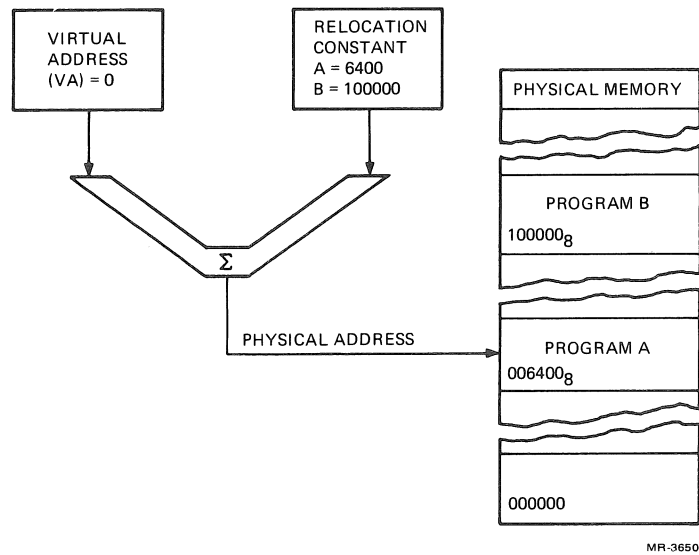 VIRTUAL
ADDRESS
(VA) = 0
RELOCATION
CONSTANT
A = 6400
B = 100000
PHYSICAL MEMORY
PROGRAM B
100000₈
Σ
PHYSICAL ADDRESS
PROGRAM A
006400₈
000000
MR-3650